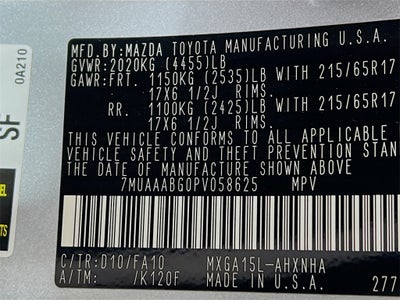 MFD.BY:MAZDA TOYOTA MANUFACTURING U.S.A.
GVWR:2020KG (4455)LB
GAWR:FRT. 1150KG (2535)LB WITH 215/65R17
17X6 1/2J RIMS.
RR. 1100KG (2425)LB WITH 215/65R17
17X6 1/2J RIMS.
THIS VEHICLE CONFORMS TO ALL APPLICABLE
VEHICLE SAFETY AND THEFT PREVENTION STAN
THE DATE OF MANUFACTURE SHOWN ABOVE.
7MUAAABG0PV058625 MPV
C/TR:D10/FA10 MXGA15L-AHXNHA
A/TM: /K120F MADE IN U.S.A. 277
0A210
SF